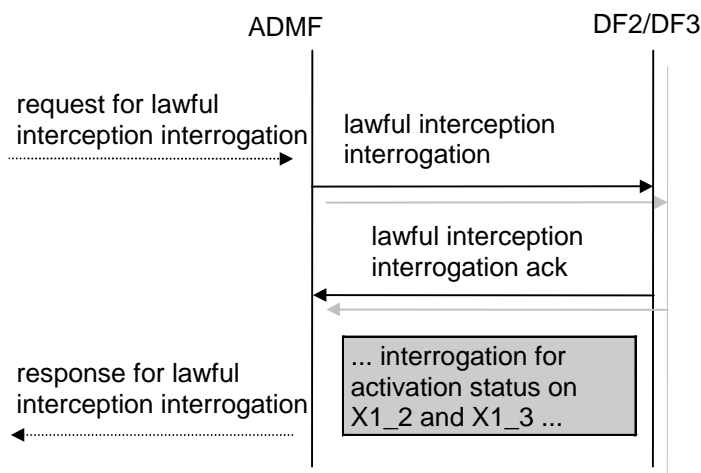 ADMF
DF2/DF3
request for lawful
interception interrogation
lawful interception
interrogation
lawful interception
interrogation ack
... interrogation for
activation status on
X1_2 and X1_3 ...
response for lawful
interception interrogation